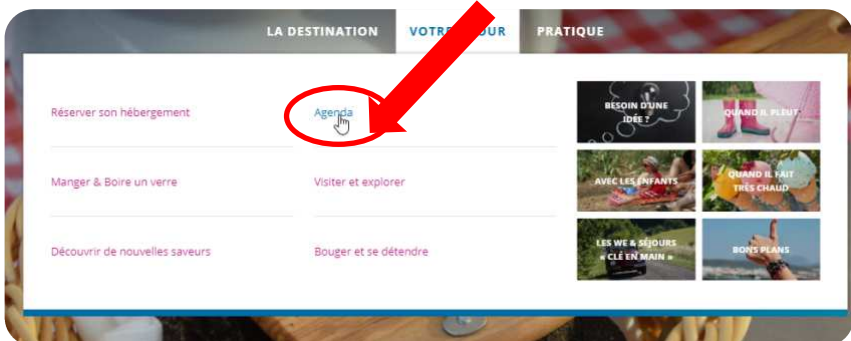 LA DESTINATION
PRATIQUE
Réserver son hébergement
Agenda
Manger & Boire un verre
Visiter et explorer
Découvrir de nouvelles saveurs
Bouger et se détendre
BESOIN D'UNE
IDÉE ?
QUAND IL PLEUT
AVEC LES ENFANTS
QUAND IL FAIT
TRÈS CHAUD
LES WE & SÉJOURS
« CLÉ EN MAIN »
BONS PLANS